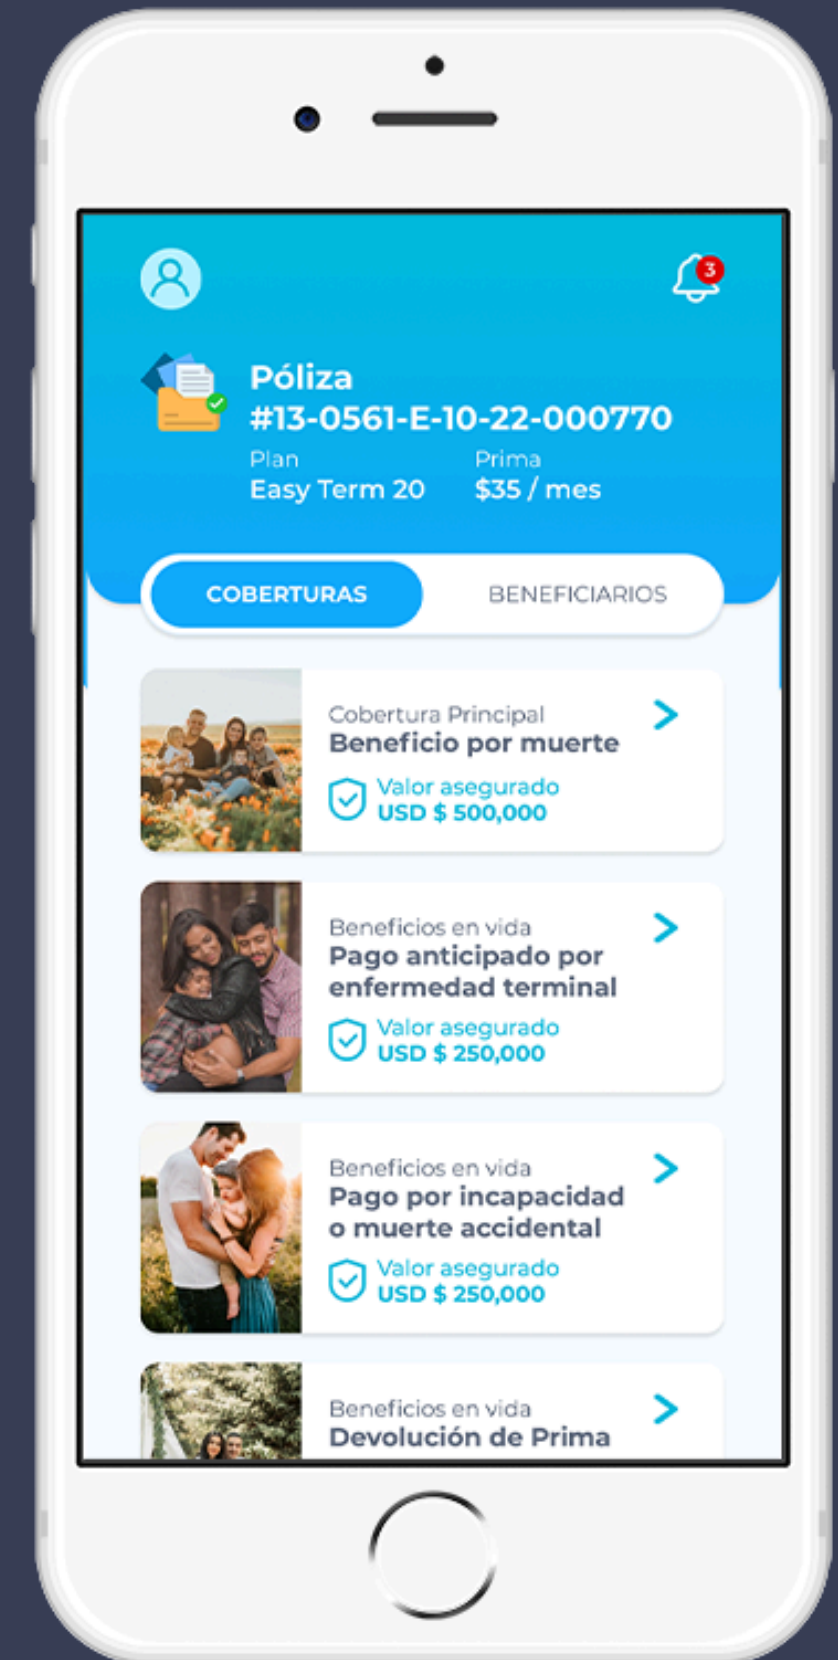 3
Póliza
#13-0561-E-10-22-000770
Plan
Prima
Easy Term 20
$35 / mes
COBERTURAS
BENEFICIARIOS
Cobertura Principal
Beneficio por muerte
Valor asegurado
USD $ 500,000
Beneficios en vida
Pago anticipado por
enfermedad terminal
Valor asegurado
USD $ 250,000
Beneficios en vida
Pago por incapacidad
o muerte accidental
Valor asegurado
USD $ 250,000
Beneficios en vida
Devolución de Prima